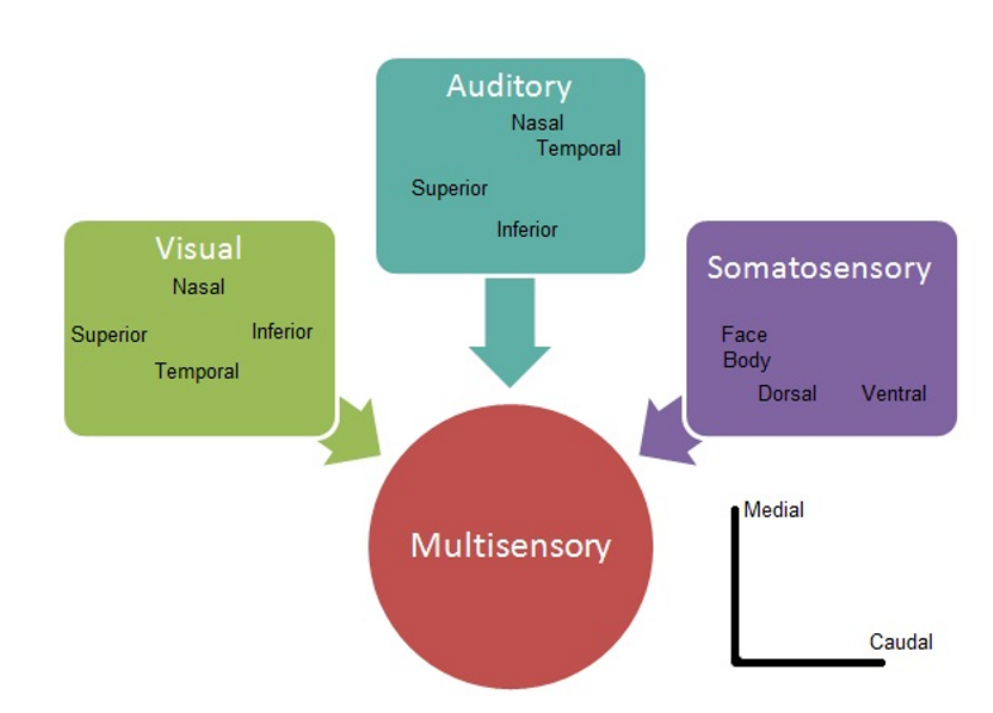 Auditory
Nasal
Temporal
Superior
Inferior
Visual
Nasal
Superior
Inferior
Temporal
Somatosensory
Face
Body
Dorsal
Ventral
Multisensory
Medial
Caudal